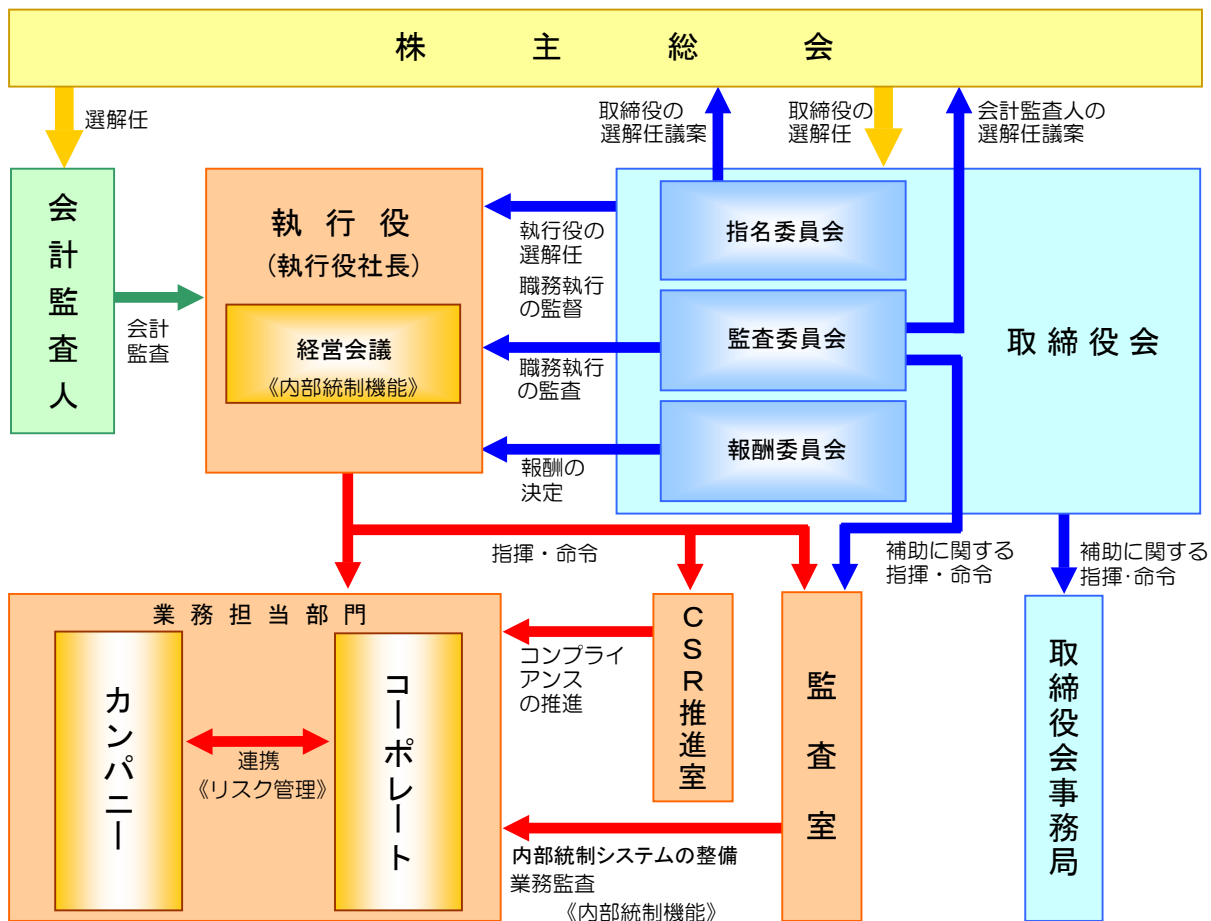 株主総会
選解任
取締役の
選解任議案
取締役の
選解任
会計監査人の
選解任議案
会計監査人
会計
監査
執行役
(執行役社長)
経営会議
《内部統制機能》
執行役の
選解任
職務執行
の監督
職務執行
の監査
報酬の
決定
指名委員会
監査委員会
報酬委員会
取締役会
指揮・命令
補助に関する
指揮・命令
補助に関する
指揮・命令
業務担当部門
カンパニー
連携
《リスク管理》
コーポレート
コンプライ
アンス
の推進
CSR推進室
監査室
取締役会事務局
内部統制システムの整備
業務監査
《内部統制機能》